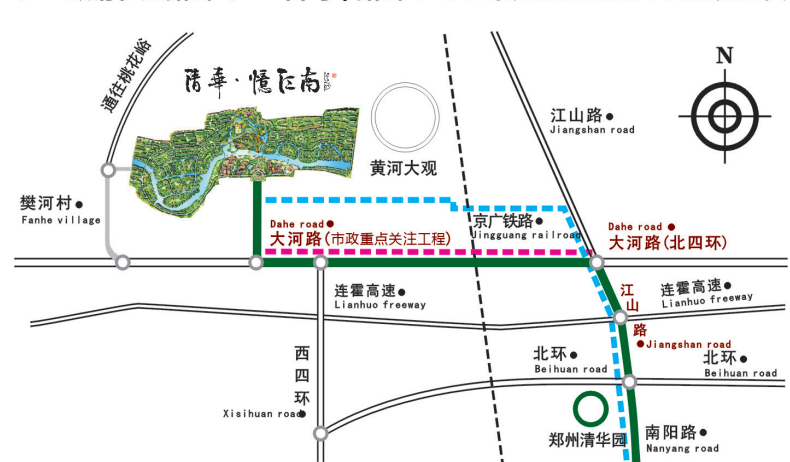 通往桃花峪
清華·憶江南
N
江山路
Jiangshan road
黄河大观
樊河村
Fanhe village
京广铁路
Jingguang railroad
Dahe road
大河路(市政重点关注工程)
Dahe road
大河路(北四环)
连霍高速
Lianhuo freeway
江山路
Jiangshan road
连霍高速
Lianhuo freeway
西四环
Xisihuan road
北环
Beihuan road
北环
Beihuan road
郑州清华园
南阳路
Nanyang road